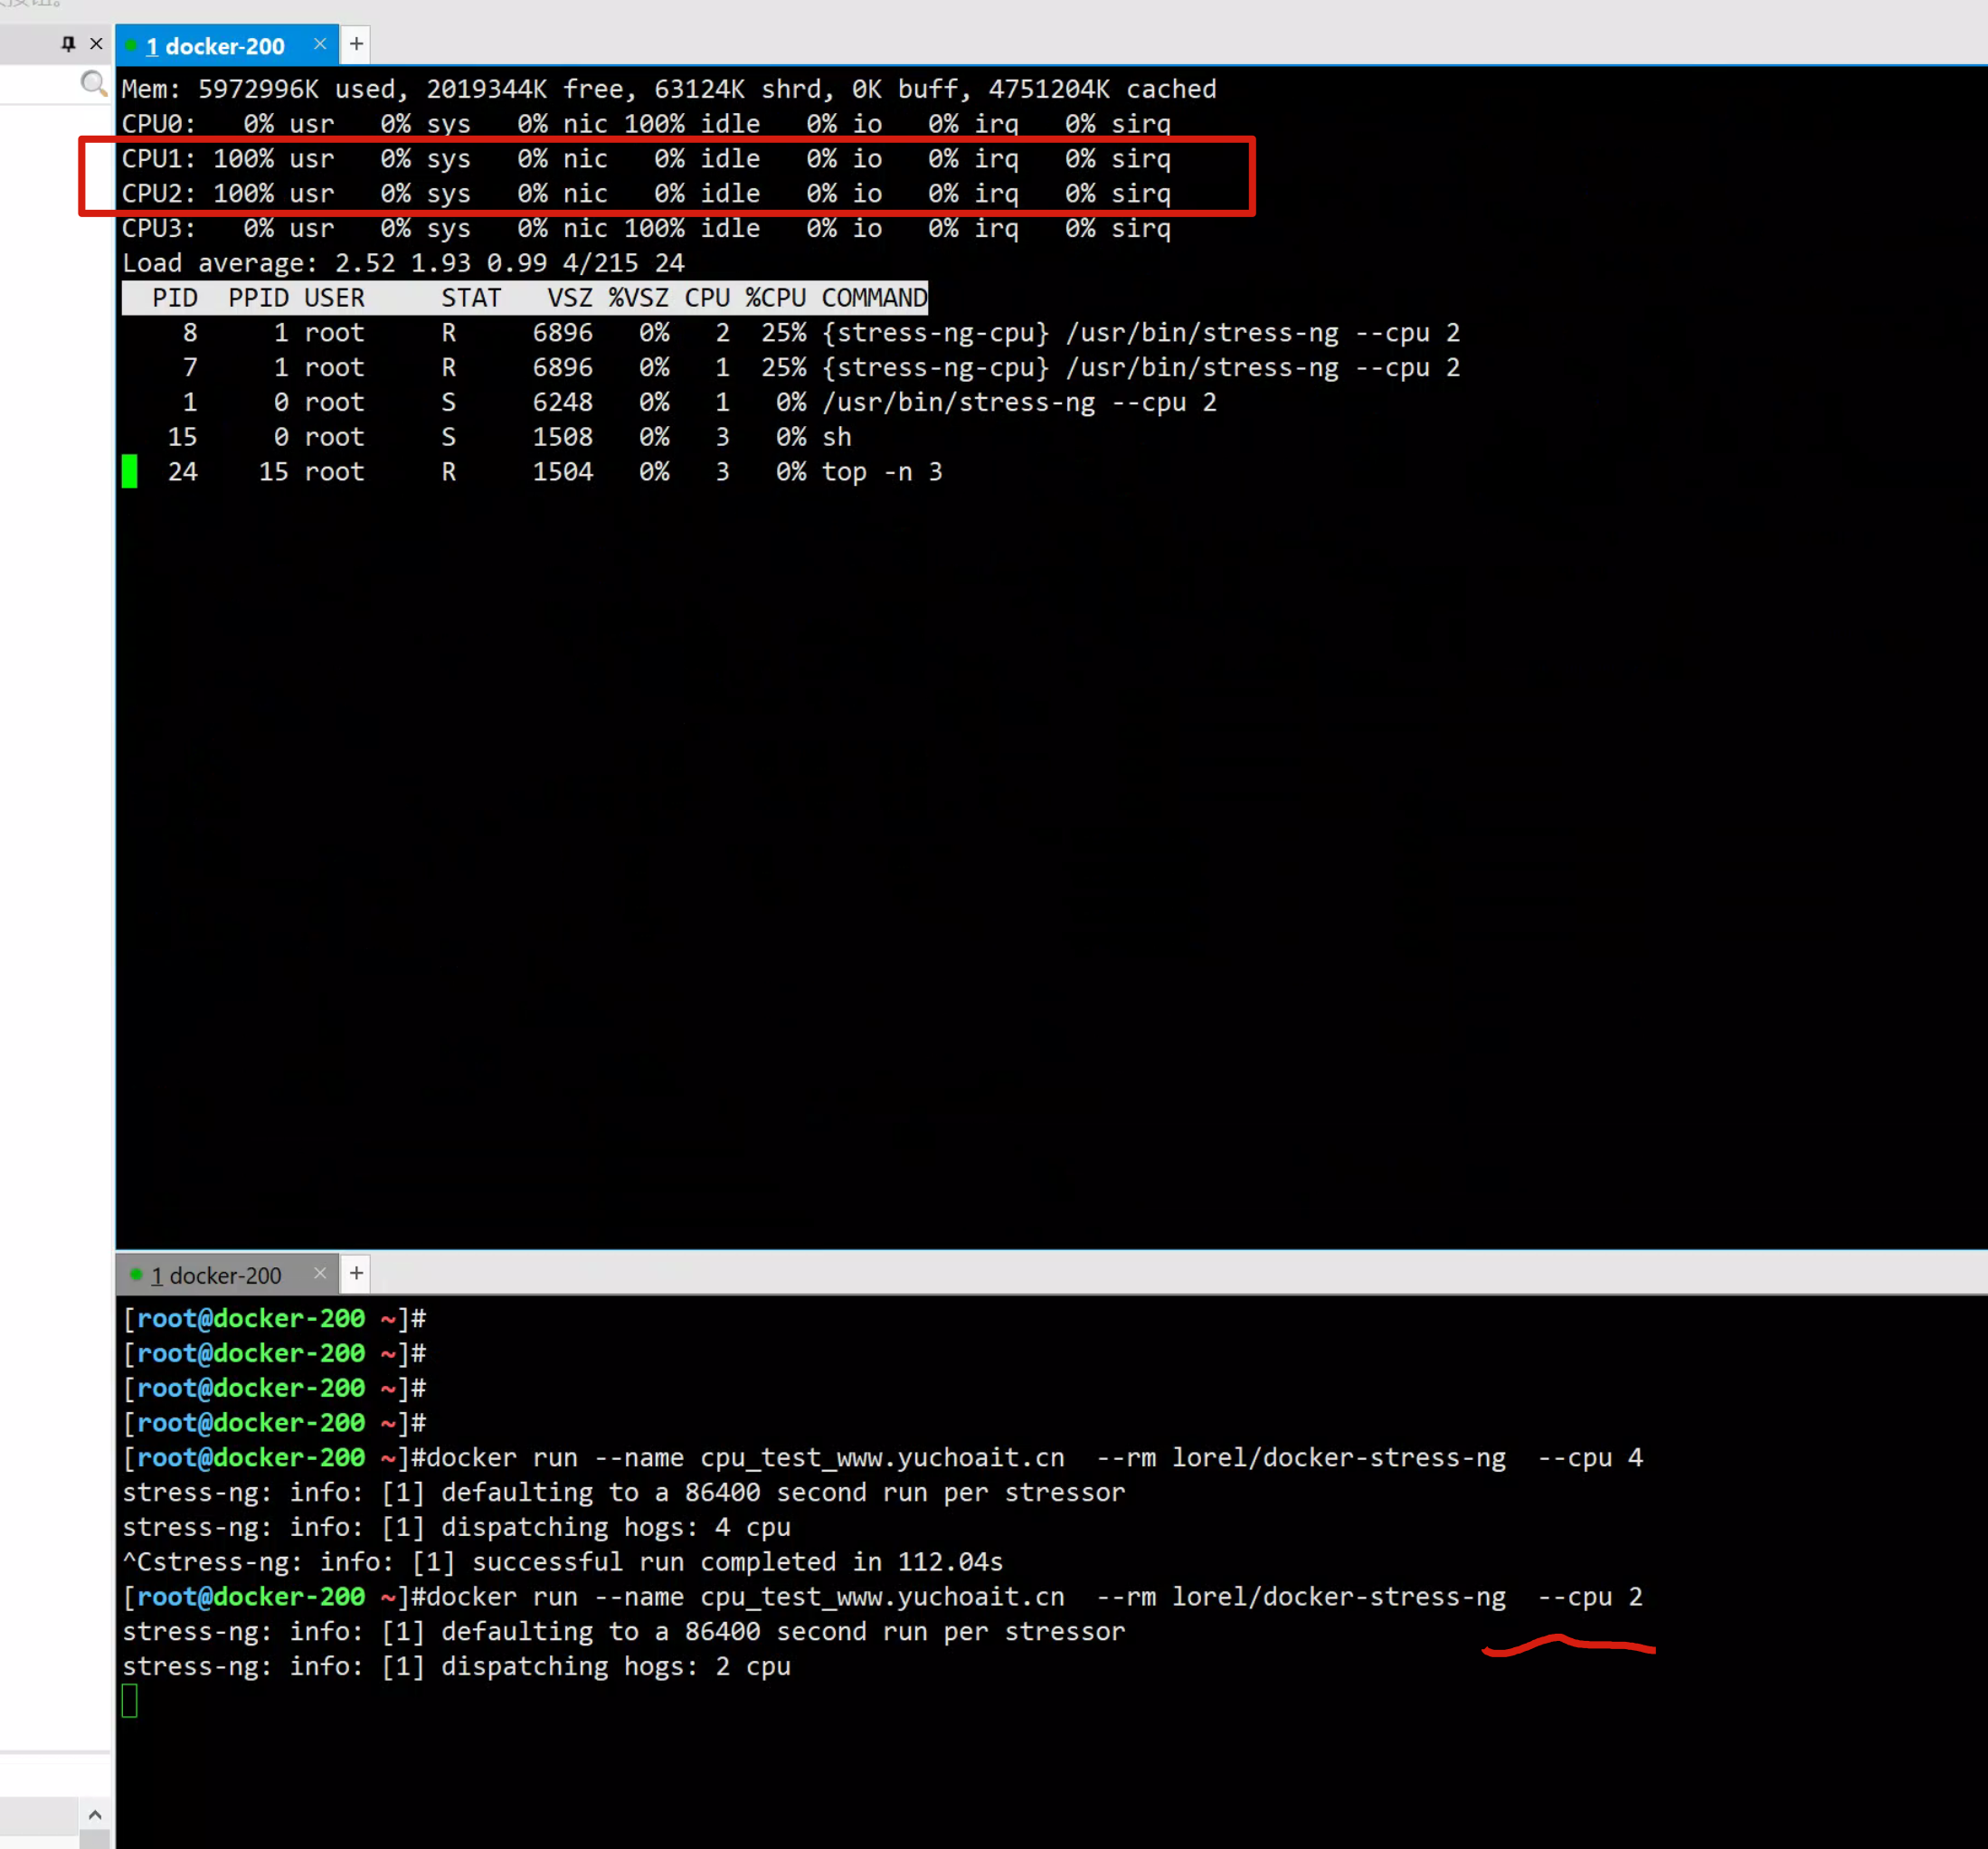 1 docker-200 × +
Mem: 5972996K used, 2019344K free, 63124K shrd, 0K buff, 4751204K cached
CPU0:   0% usr   0% sys   0% nic 100% idle   0% io   0% irq   0% sirq
CPU1: 100% usr   0% sys   0% nic   0% idle   0% io   0% irq   0% sirq
CPU2: 100% usr   0% sys   0% nic   0% idle   0% io   0% irq   0% sirq
CPU3:   0% usr   0% sys   0% nic 100% idle   0% io   0% irq   0% sirq
Load average: 2.52 1.93 0.99 4/215 24
  PID  PPID USER     STAT   VSZ %VSZ CPU %CPU COMMAND
    8     1 root     R     6896   0%   2  25% {stress-ng-cpu} /usr/bin/stress-ng --cpu 2
    7     1 root     R     6896   0%   1  25% {stress-ng-cpu} /usr/bin/stress-ng --cpu 2
    1     0 root     S     6248   0%   1   0% /usr/bin/stress-ng --cpu 2
   15     0 root     S     1508   0%   3   0% sh
   24    15 root     R     1504   0%   3   0% top -n 3
1 docker-200 × +
[root@docker-200 ~]#
[root@docker-200 ~]#
[root@docker-200 ~]#
[root@docker-200 ~]#
[root@docker-200 ~]#docker run --name cpu_test_www.yuchoait.cn  --rm lorel/docker-stress-ng  --cpu 4
stress-ng: info: [1] defaulting to a 86400 second run per stressor
stress-ng: info: [1] dispatching hogs: 4 cpu
^Cstress-ng: info: [1] successful run completed in 112.04s
[root@docker-200 ~]#docker run --name cpu_test_www.yuchoait.cn  --rm lorel/docker-stress-ng  --cpu 2
stress-ng: info: [1] defaulting to a 86400 second run per stressor
stress-ng: info: [1] dispatching hogs: 2 cpu